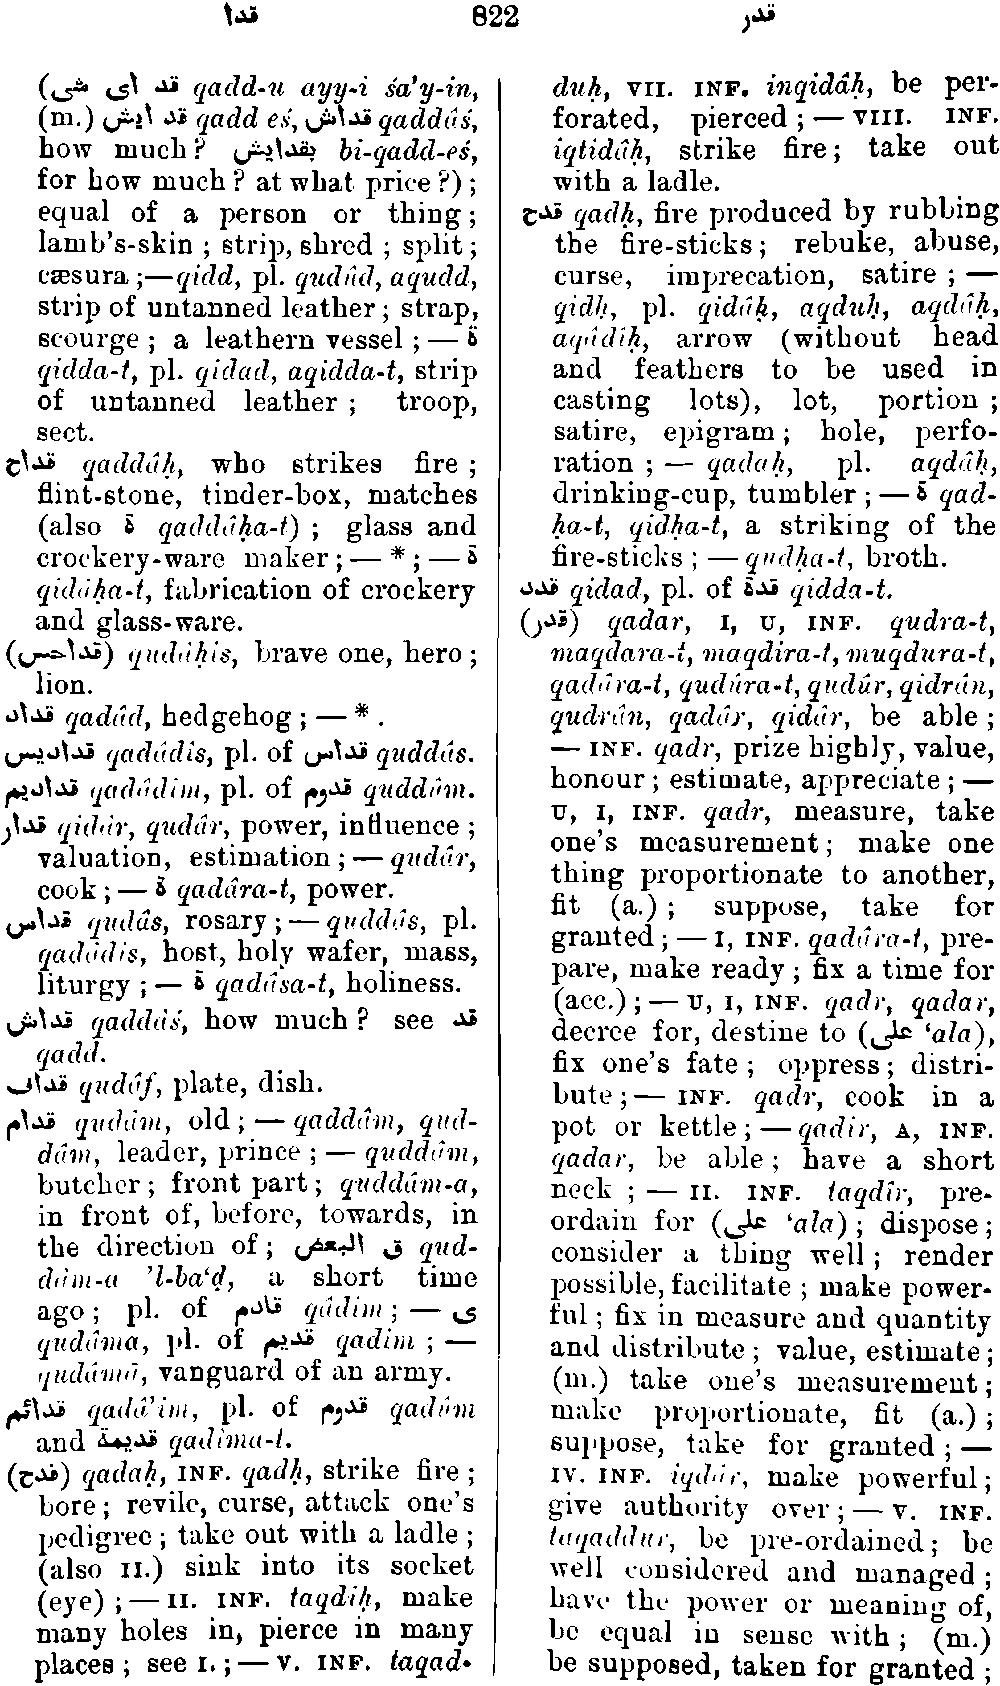 قدا 822 قدر
(قد اى شى qadd-u ayy-i śa'y-in,
(m.) قد ايش qadd eś, قداش qaddâś,
how much? بقدايش bi-qadd-eś,
for how much? at what price?);
equal of a person or thing;
lamb's-skin; strip, shred; split;
cæsura;—qidd, pl. qudûd, aqudd,
strip of untanned leather; strap,
scourge; a leathern vessel;—ة
qidda-t, pl. qidad, aqidda-t, strip
of untanned leather; troop,
sect.
قداح qaddâḥ, who strikes fire;
flint-stone, tinder-box, matches
(also ة qaddâḥa-t); glass and
crockery-ware maker;—*;—ة
qidâḥa-t, fabrication of crockery
and glass-ware.
(قداحس) qudâḥis, brave one, hero;
lion.
قداد qadâd, hedgehog;—*.
قداديس qadâdîs, pl. of قداس quddâs.
قداديم qadâdîm, pl. of قدوم quddûm.
قدار qidâr, qudâr, power, influence;
valuation, estimation;—qudâr,
cook;—ة qadâra-t, power.
قداس qudâs, rosary;—quddâs, pl.
qadâdîs, host, holy wafer, mass,
liturgy;—ة qadâsa-t, holiness.
قداش qaddâś, how much? see قد
qadd.
قداف qudâf, plate, dish.
قدام qudâm, old;—qaddâm, qud-
dâm, leader, prince;—quddâm,
butcher; front part; quddâm-a,
in front of, before, towards, in
the direction of; ق البعض qud-
dâm-a 'l-ba‘ḍ, a short time
ago; pl. of قادم qâdim;—ى
qudâma, pl. of قديم qadîm;—
qudâmā, vanguard of an army.
قدائم qadâ'im, pl. of قدوم qadûm
and قديمة qadîma-t.
(قدح) qadaḥ, INF. qadḥ, strike fire;
bore; revile, curse, attack one's
pedigree; take out with a ladle;
(also II.) sink into its socket
(eye);—II. INF. taqdîḥ, make
many holes in, pierce in many
places; see I.;—V. INF. taqad-
duḥ, VII. INF. inqidâḥ, be per-
forated, pierced;—VIII. INF.
iqtidâḥ, strike fire; take out
with a ladle.
قدح qadḥ, fire produced by rubbing
the fire-sticks; rebuke, abuse,
curse, imprecation, satire;—
qidḥ, pl. qidâḥ, aqduḥ, aqdâḥ,
aqâdîḥ, arrow (without head
and feathers to be used in
casting lots), lot, portion;
satire, epigram; hole, perfo-
ration;—qadaḥ, pl. aqdâḥ,
drinking-cup, tumbler;—ة qad-
ḥa-t, qidḥa-t, a striking of the
fire-sticks;—qudḥa-t, broth.
قدد qidad, pl. of قدة qidda-t.
(قدر) qadar, I, U, INF. qudra-t,
maqdara-t, maqdira-t, muqdura-t,
qadâra-t, qudûra-t, qudûr, qidrân,
qudrân, qadâr, qidâr, be able;
—INF. qadr, prize highly, value,
honour; estimate, appreciate;—
U, I, INF. qadr, measure, take
one's measurement; make one
thing proportionate to another,
fit (a.); suppose, take for
granted;—I, INF. qadâra-t, pre-
pare, make ready; fix a time for
(acc.);—U, I, INF. qadr, qadar,
decree for, destine to (على ‘ala),
fix one's fate; oppress; distri-
bute;—INF. qadr, cook in a
pot or kettle;—qadir, A, INF.
qadar, be able; have a short
neck;—II. INF. taqdîr, pre-
ordain for (على ‘ala); dispose;
consider a thing well; render
possible, facilitate; make power-
ful; fix in measure and quantity
and distribute; value, estimate;
(m.) take one's measurement;
make proportionate, fit (a.);
suppose, take for granted;—
IV. INF. iqdâr, make powerful;
give authority over;—V. INF.
taqaddur, be pre-ordained; be
well considered and managed;
have the power or meaning of,
be equal in sense with; (m.)
be supposed, taken for granted;